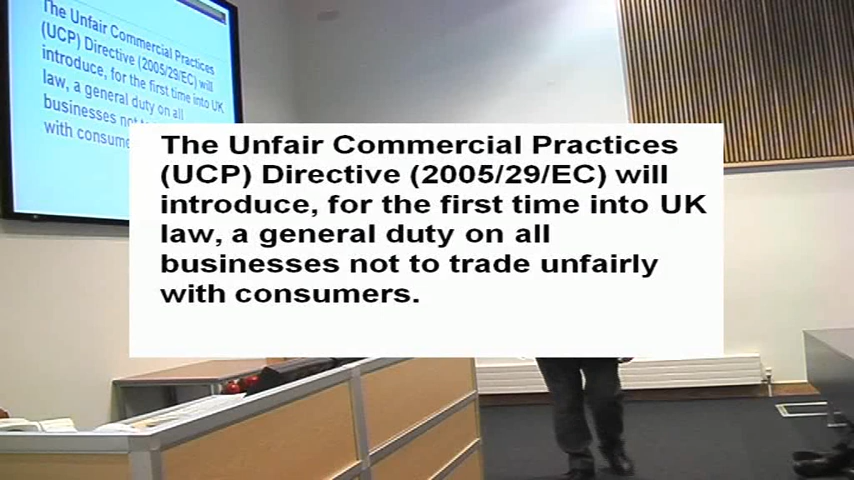 The Unfair Commercial Practices
(UCP) Directive (2005/29/EC) will
introduce, for the first time into UK
law, a general duty on all
businesses not
with consume
The Unfair Commercial Practices
(UCP) Directive (2005/29/EC) will
introduce, for the first time into UK
law, a general duty on all
businesses not to trade unfairly
with consumers.